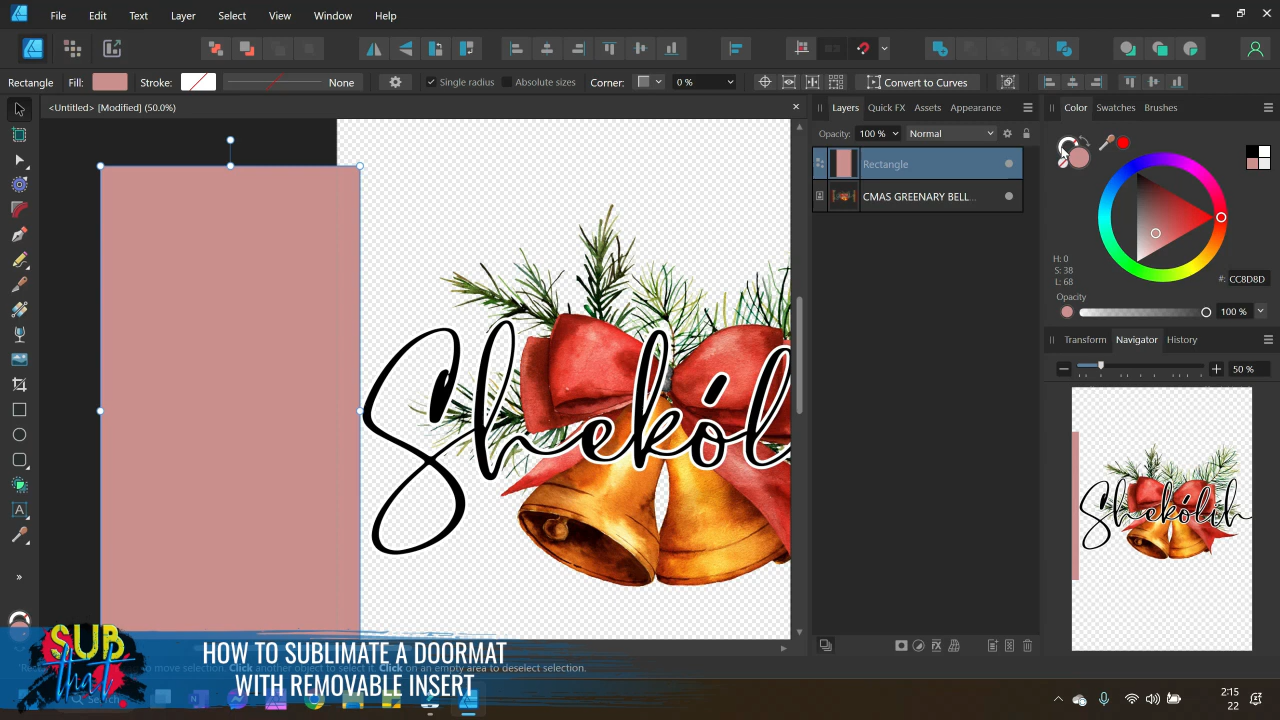 File Edit Text Layer Select View Window Help
Rectangle Fill: Stroke: None Single radius Absolute sizes Corner: 0 % Convert to Curves
<Untitled> [Modified] (50.0%)
Layers Quick FX Assets Appearance
Color Swatches Brushes
Opacity: 100 % Normal
Rectangle
CMAS GREENARY BELL...
H: 0
S: 38
L: 68
#: CC8D8D
Opacity
100 %
Transform Navigator History
50 %
Shekólih
A
SUB
that.
HOW TO SUBLIMATE A DOORMAT
WITH REMOVABLE INSERT
to move selection. Click another object to select it. Click on an empty area to deselect selection.
Search
2:15
22